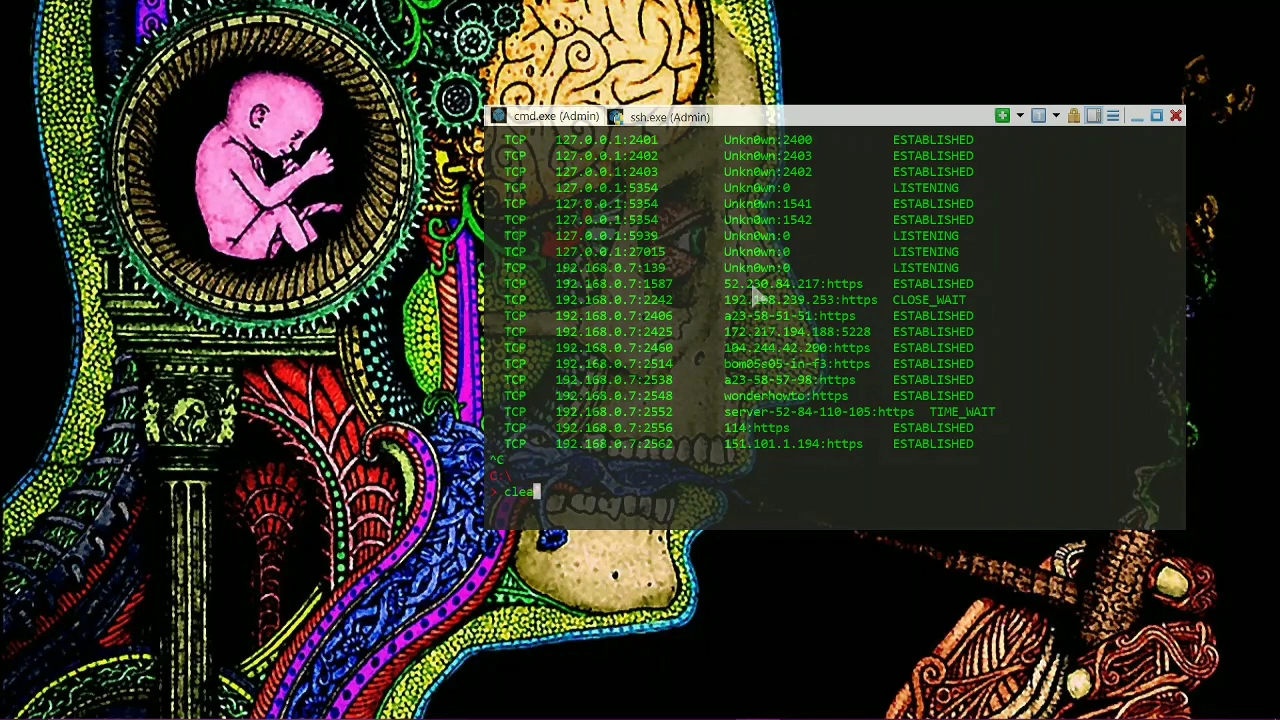 cmd.exe (Admin) ssh.exe (Admin)
TCP 127.0.0.1:2401 Unkn0wn:2400 ESTABLISHED
TCP 127.0.0.1:2402 Unkn0wn:2403 ESTABLISHED
TCP 127.0.0.1:2403 Unkn0wn:2402 ESTABLISHED
TCP 127.0.0.1:5354 Unkn0wn:0 LISTENING
TCP 127.0.0.1:5354 Unkn0wn:1541 ESTABLISHED
TCP 127.0.0.1:5354 Unkn0wn:1542 ESTABLISHED
TCP 127.0.0.1:5939 Unkn0wn:0 LISTENING
TCP 127.0.0.1:27015 Unkn0wn:0 LISTENING
TCP 192.168.0.7:139 Unkn0wn:0 LISTENING
TCP 192.168.0.7:1587 52.230.84.217:https ESTABLISHED
TCP 192.168.0.7:2242 192.168.239.253:https CLOSE_WAIT
TCP 192.168.0.7:2406 a23-58-51-51:https ESTABLISHED
TCP 192.168.0.7:2425 172.217.194.188:5228 ESTABLISHED
TCP 192.168.0.7:2460 104.244.42.200:https ESTABLISHED
TCP 192.168.0.7:2514 bom05s05-in-f3:https ESTABLISHED
TCP 192.168.0.7:2538 a23-58-57-98:https ESTABLISHED
TCP 192.168.0.7:2548 wonderhowto:https ESTABLISHED
TCP 192.168.0.7:2552 server-52-84-110-105:https TIME_WAIT
TCP 192.168.0.7:2556 114:https ESTABLISHED
TCP 192.168.0.7:2562 151.101.1.194:https ESTABLISHED
^C
C:\
> clea